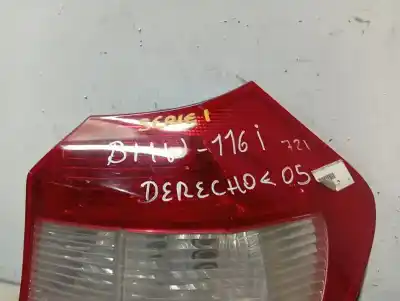 SERIE 1
BMW-116i 721
DERECHO < 05